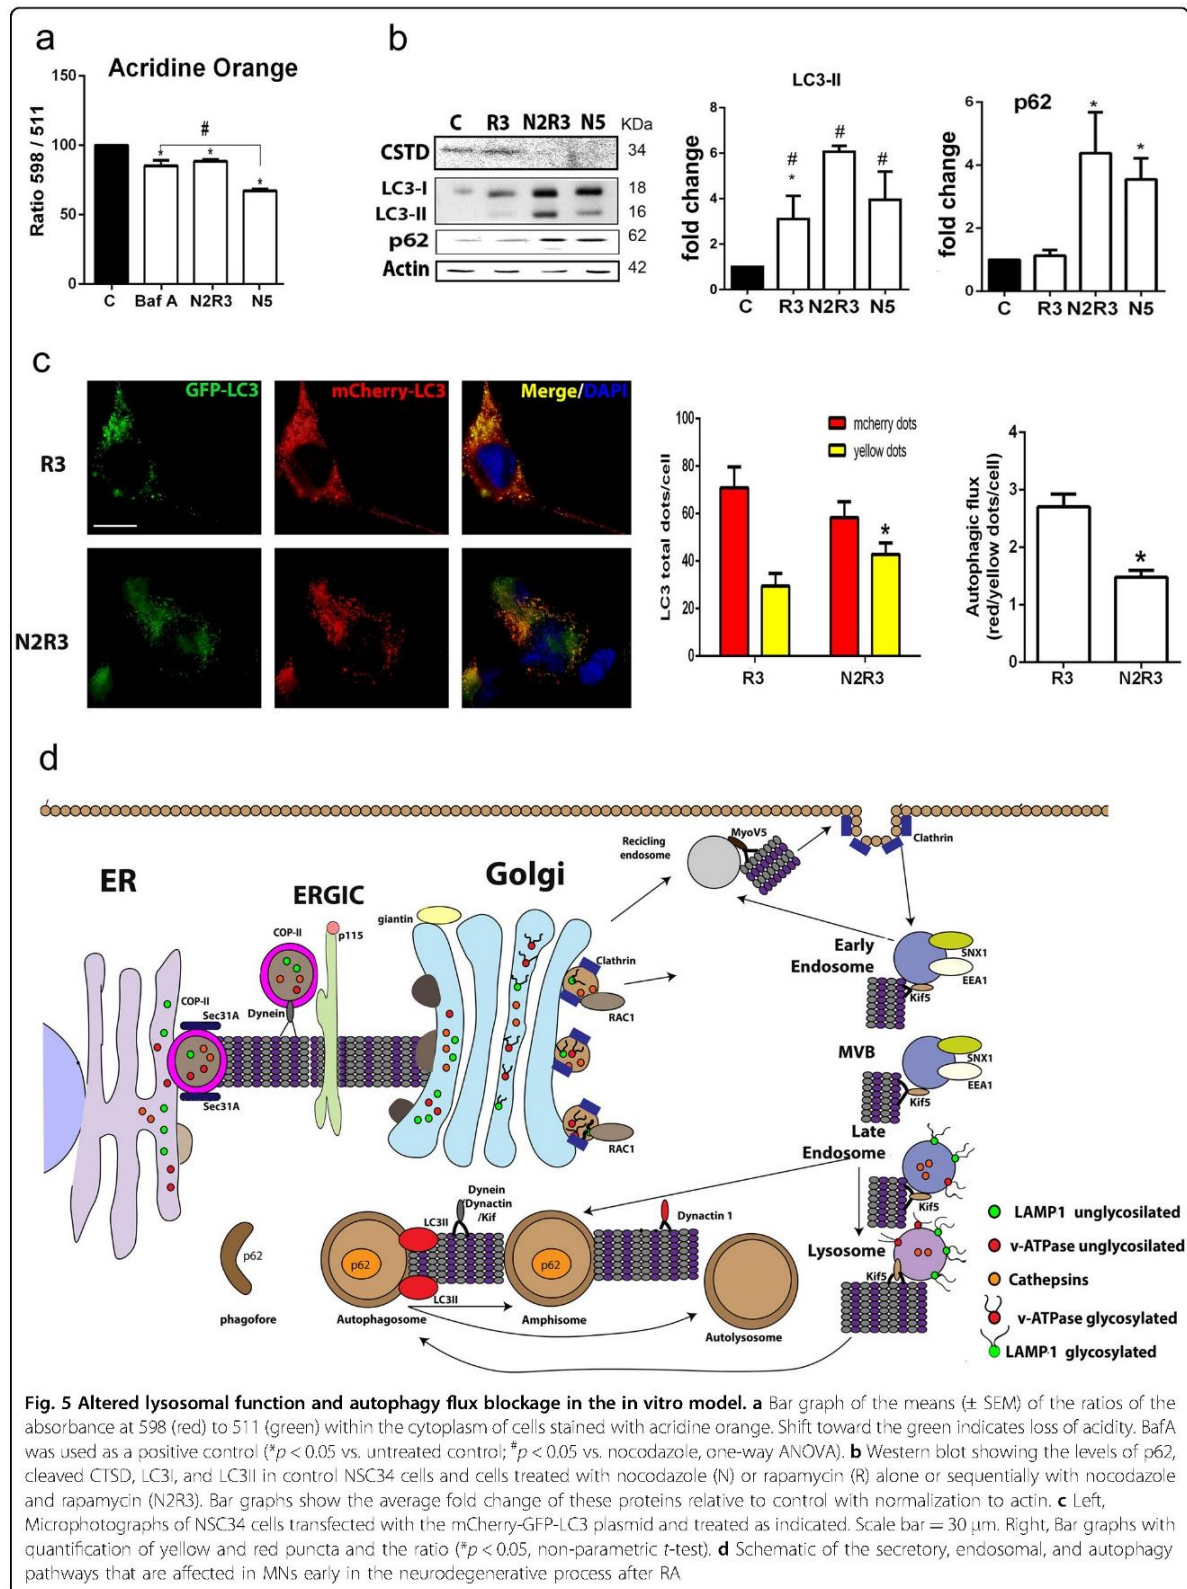 a
Acridine Orange
Ratio 598 / 511
150
100
50
0
#
*
*
*
C
Baf A
N2R3
N5
b
C R3 N2R3 N5 KDa
CSTD 34
LC3-I 18
LC3-II 16
p62 62
Actin 42
LC3-II
fold change
8
6
4
2
0
#
*
#
#
C R3 N2R3 N5
p62
fold change
6
4
2
0
*
*
C R3 N2R3 N5
c
GFP-LC3
mCherry-LC3
Merge/DAPI
R3
N2R3
LC3 total dots/cell
100
80
60
40
20
0
mcherry dots
yellow dots
*
R3
N2R3
Autophagic flux
(red/yellow dots/cell)
4
3
2
1
0
*
R3
N2R3
d
ER
ERGIC
Golgi
giantin
COP-II
p115
COP-II
Sec31A
Dynein
Sec31A
Clathrin
RAC1
RAC1
Recicling
endosome
MyoV5
Clathrin
Early
Endosome
SNX1
EEA1
Kif5
MVB
SNX1
EEA1
Kif5
Late
Endosome
Kif5
Lysosome
Kif5
p62
phagofore
p62
LC3II
LC3II
Autophagosome
Dynein
/Dynactin
/Kif
p62
Amphisome
Dynactin 1
Autolysosome
LAMP1 unglycosilated
v-ATPase unglycosilated
Cathepsins
v-ATPase glycosylated
LAMP1 glycosylated
Fig. 5 Altered lysosomal function and autophagy flux blockage in the in vitro model. a Bar graph of the means (± SEM) of the ratios of the
absorbance at 598 (red) to 511 (green) within the cytoplasm of cells stained with acridine orange. Shift toward the green indicates loss of acidity. BafA
was used as a positive control (*p < 0.05 vs. untreated control; #p < 0.05 vs. nocodazole, one-way ANOVA). b Western blot showing the levels of p62,
cleaved CTSD, LC3I, and LC3II in control NSC34 cells and cells treated with nocodazole (N) or rapamycin (R) alone or sequentially with nocodazole
and rapamycin (N2R3). Bar graphs show the average fold change of these proteins relative to control with normalization to actin. c Left,
Microphotographs of NSC34 cells transfected with the mCherry-GFP-LC3 plasmid and treated as indicated. Scale bar = 30 µm. Right, Bar graphs with
quantification of yellow and red puncta and the ratio (*p < 0.05, non-parametric t-test). d Schematic of the secretory, endosomal, and autophagy
pathways that are affected in MNs early in the neurodegenerative process after RA